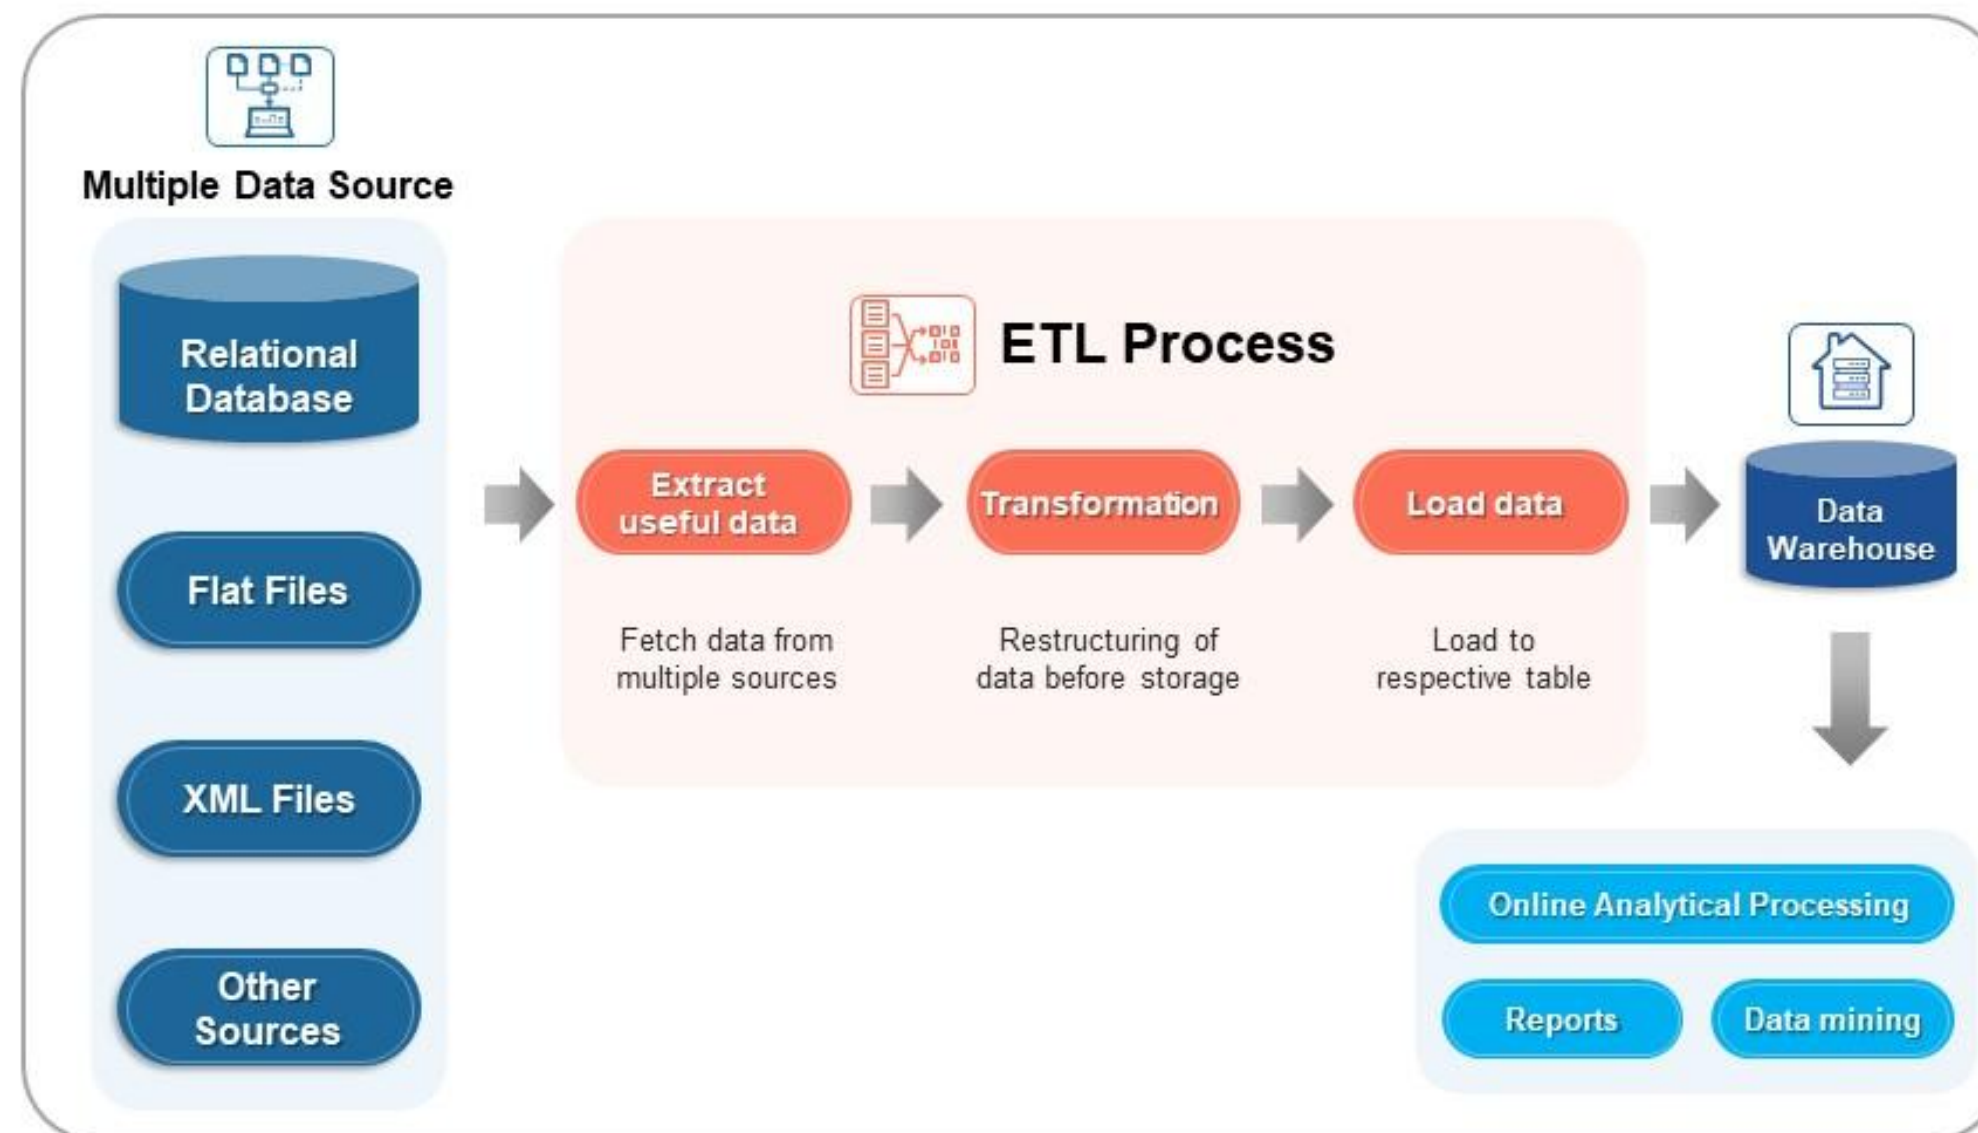 Multiple Data Source
Relational
Database
Flat Files
XML Files
Other
Sources
ETL Process
Extract
useful data
Fetch data from
multiple sources
Transformation
Restructuring of
data before storage
Load data
Load to
respective table
Data
Warehouse
Online Analytical Processing
Reports
Data mining